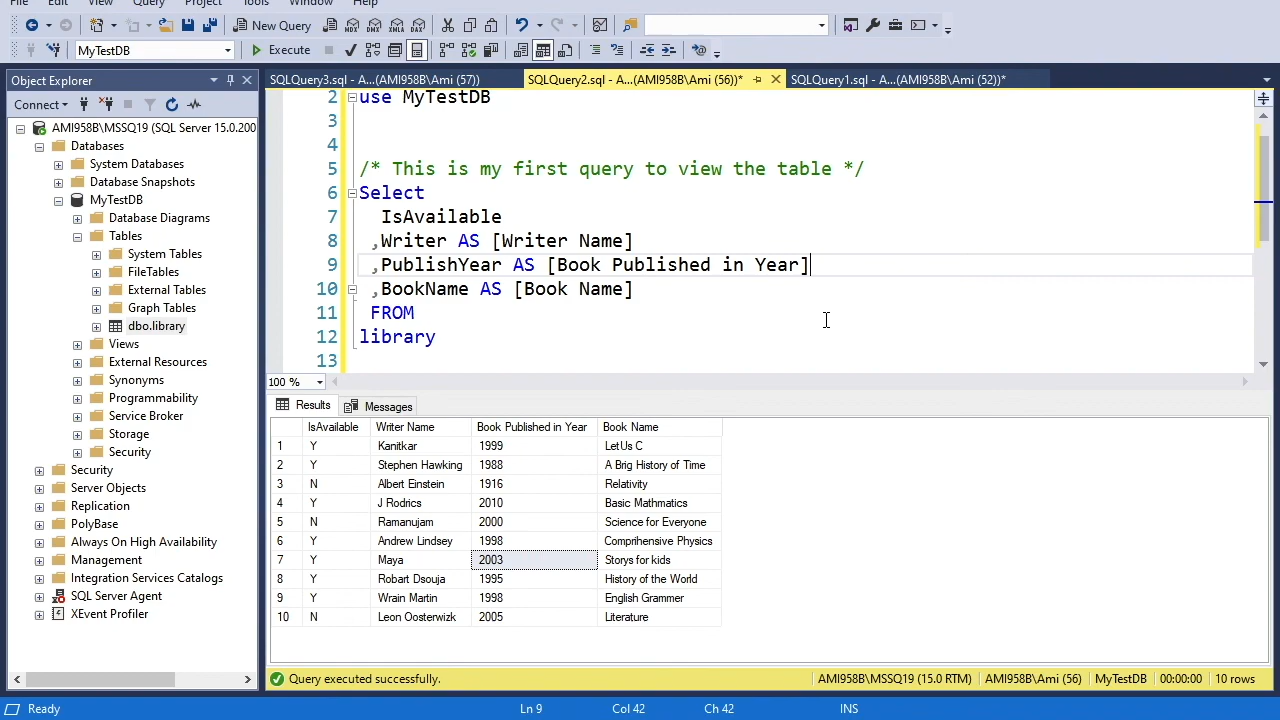 File Edit View Query Project Tools Window Help
New Query MDX DMX XMLA DAX
MyTestDB Execute
Object Explorer
SQLQuery3.sql - A...(AMI958B\Ami (57)) SQLQuery2.sql - A...(AMI958B\Ami (56))* SQLQuery1.sql - A...(AMI958B\Ami (52))*
Connect
AMI958B\MSSQ19 (SQL Server 15.0.200
Databases
System Databases
Database Snapshots
MyTestDB
Database Diagrams
Tables
System Tables
FileTables
External Tables
Graph Tables
dbo.library
Views
External Resources
Synonyms
Programmability
Service Broker
Storage
Security
Security
Server Objects
Replication
PolyBase
Always On High Availability
Management
Integration Services Catalogs
SQL Server Agent
XEvent Profiler
2 use MyTestDB
3
4
5 /* This is my first query to view the table */
6 Select
7 IsAvailable
8 ,Writer AS [Writer Name]
9 ,PublishYear AS [Book Published in Year]
10 ,BookName AS [Book Name]
11 FROM
12 library
13
100 %
Results Messages
IsAvailable Writer Name Book Published in Year Book Name
1 Y Kanitkar 1999 LetUs C
2 Y Stephen Hawking 1988 A Brig History of Time
3 N Albert Einstein 1916 Relativity
4 Y J Rodrics 2010 Basic Mathmatics
5 N Ramanujam 2000 Science for Everyone
6 Y Andrew Lindsey 1998 Comprihensive Physics
7 Y Maya 2003 Storys for kids
8 Y Robart Dsouja 1995 History of the World
9 Y Wrain Martin 1998 English Grammer
10 N Leon Oosterwizk 2005 Literature
Query executed successfully. AMI958B\MSSQ19 (15.0 RTM) AMI958B\Ami (56) MyTestDB 00:00:00 10 rows
Ready Ln 9 Col 42 Ch 42 INS